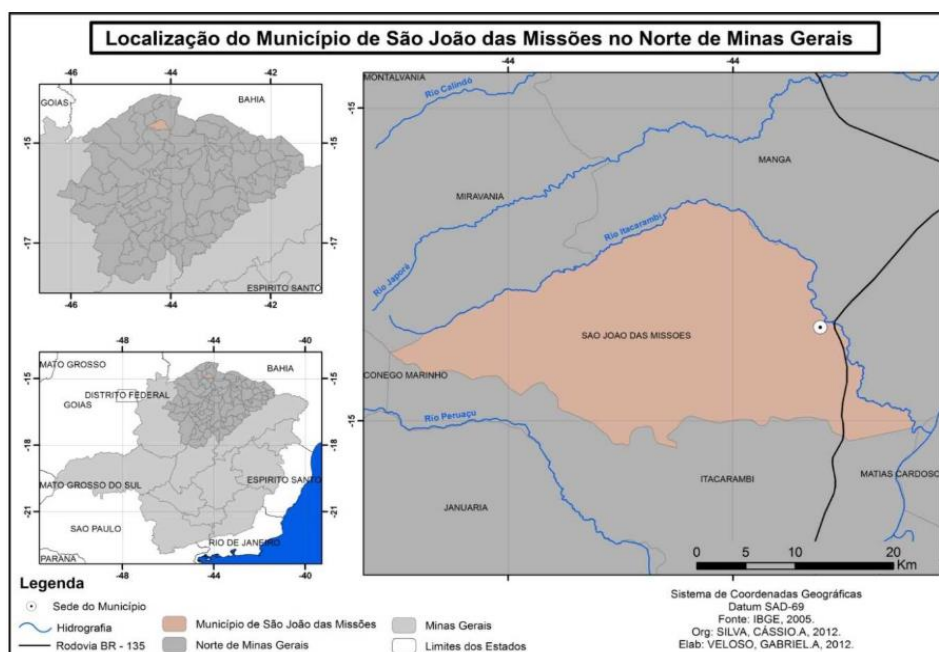 Localização do Município de São João das Missões no Norte de Minas Gerais
-46 -44 -42
GOIAS
BAHIA
-15
-15
-17
-17
ESPIRITO SANTO
-46 -44 -42
-48 -44 -40
MATO GROSSO
BAHIA
-15
-15
DISTRITO FEDERAL
GOIAS
-18
-18
MATO GROSSO DO SUL
ESPIRITO SANTO
-21
-21
SAO PAULO
RIO DE JANEIRO
PARANA
-48 -44 -40
-44 -44
MONTALVANIA
Rio Calindó
-15
-15
MANGA
MIRAVANIA
Rio Itacarambi
Rio Japoré
SAO JOAO DAS MISSOES
CONEGO MARINHO
Rio Peruaçu
-15
-15
ITACARAMBI
MATIAS CARDOSO
JANUARIA
0 5 10 20
Km
-44 -44
Legenda
Sede do Município
Hidrografia
Rodovia BR - 135
Município de São João das Missões
Norte de Minas Gerais
Minas Gerais
Limites dos Estados
Sistema de Coordenadas Geográficas
Datum SAD-69
Fonte: IBGE, 2005.
Org: SILVA, CÁSSIO.A, 2012.
Elab: VELOSO, GABRIEL.A, 2012.